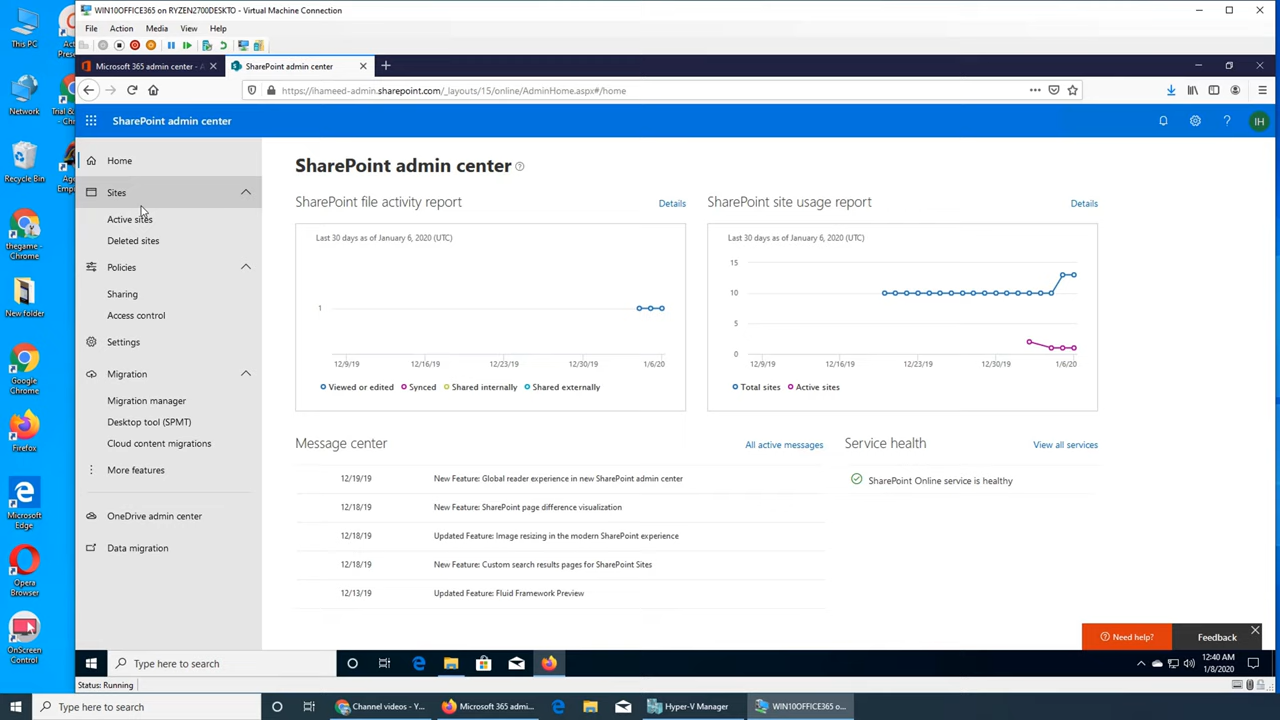 WIN10OFFICE365 on RYZEN2700DESKTO - Virtual Machine Connection
File Action Media View Help
Microsoft 365 admin center - A
SharePoint admin center
https://ihameed-admin.sharepoint.com/_layouts/15/online/AdminHome.aspx#/home
SharePoint admin center
IH
Home
Sites
Active sites
Deleted sites
Policies
Sharing
Access control
Settings
Migration
Migration manager
Desktop tool (SPMT)
Cloud content migrations
More features
OneDrive admin center
Data migration
SharePoint admin center
SharePoint file activity report
Details
Last 30 days as of January 6, 2020 (UTC)
1
12/9/19 12/16/19 12/23/19 12/30/19 1/6/20
Viewed or edited Synced Shared internally Shared externally
SharePoint site usage report
Details
Last 30 days as of January 6, 2020 (UTC)
15
10
5
0
12/9/19 12/16/19 12/23/19 12/30/19 1/6/20
Total sites Active sites
Message center
All active messages
12/19/19 New Feature: Global reader experience in new SharePoint admin center
12/18/19 New Feature: SharePoint page difference visualization
12/18/19 Updated Feature: Image resizing in the modern SharePoint experience
12/18/19 New Feature: Custom search results pages for SharePoint Sites
12/13/19 Updated Feature: Fluid Framework Preview
Service health
View all services
SharePoint Online service is healthy
Need help?
Feedback
Type here to search
12:40 AM
1/8/2020
Status: Running
This PC
Network
Recycle Bin
thegame -
Chrome
New folder
Google
Chrome
Firefox
Microsoft
Edge
Opera
Browser
OnScreen
Control
Type here to search
Channel videos - Y...
Microsoft 365 admi...
Hyper-V Manager
WIN10OFFICE365 o...